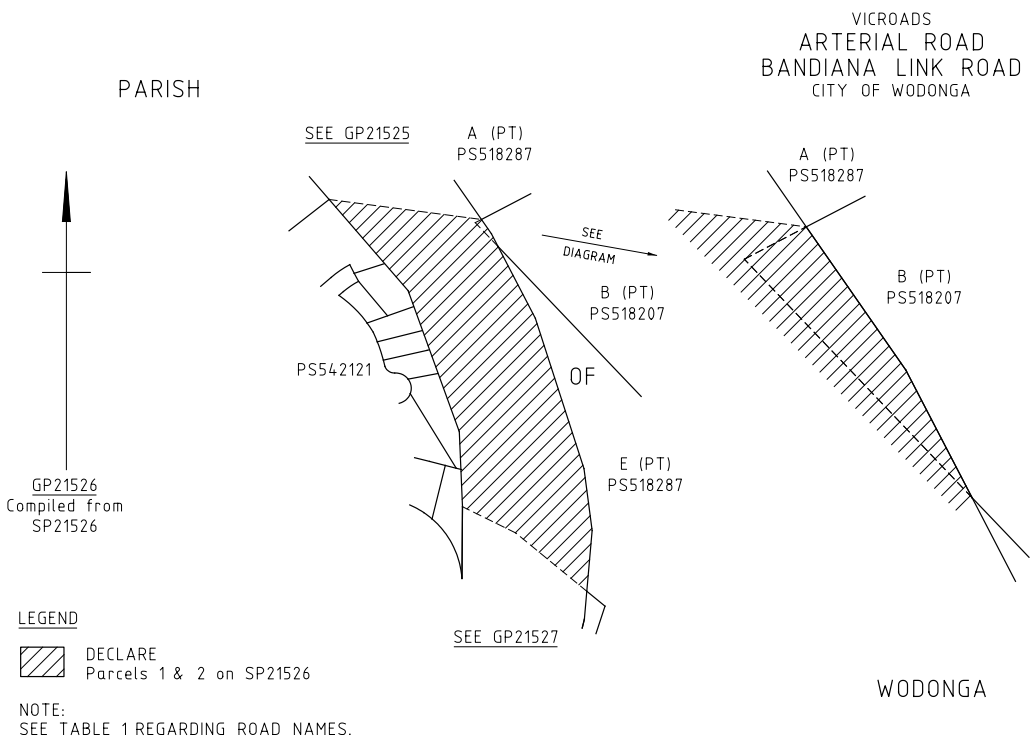 VICROADS
ARTERIAL ROAD
BANDIANA LINK ROAD
CITY OF WODONGA
PARISH
SEE GP21525
A (PT)
PS518287
A (PT)
PS518287
SEE
DIAGRAM
B (PT)
PS518207
B (PT)
PS518207
PS542121
OF
E (PT)
PS518287
GP21526
Compiled from
SP21526
LEGEND
SEE GP21527
DECLARE
Parcels 1 & 2 on SP21526
WODONGA
NOTE:
SEE TABLE 1 REGARDING ROAD NAMES.